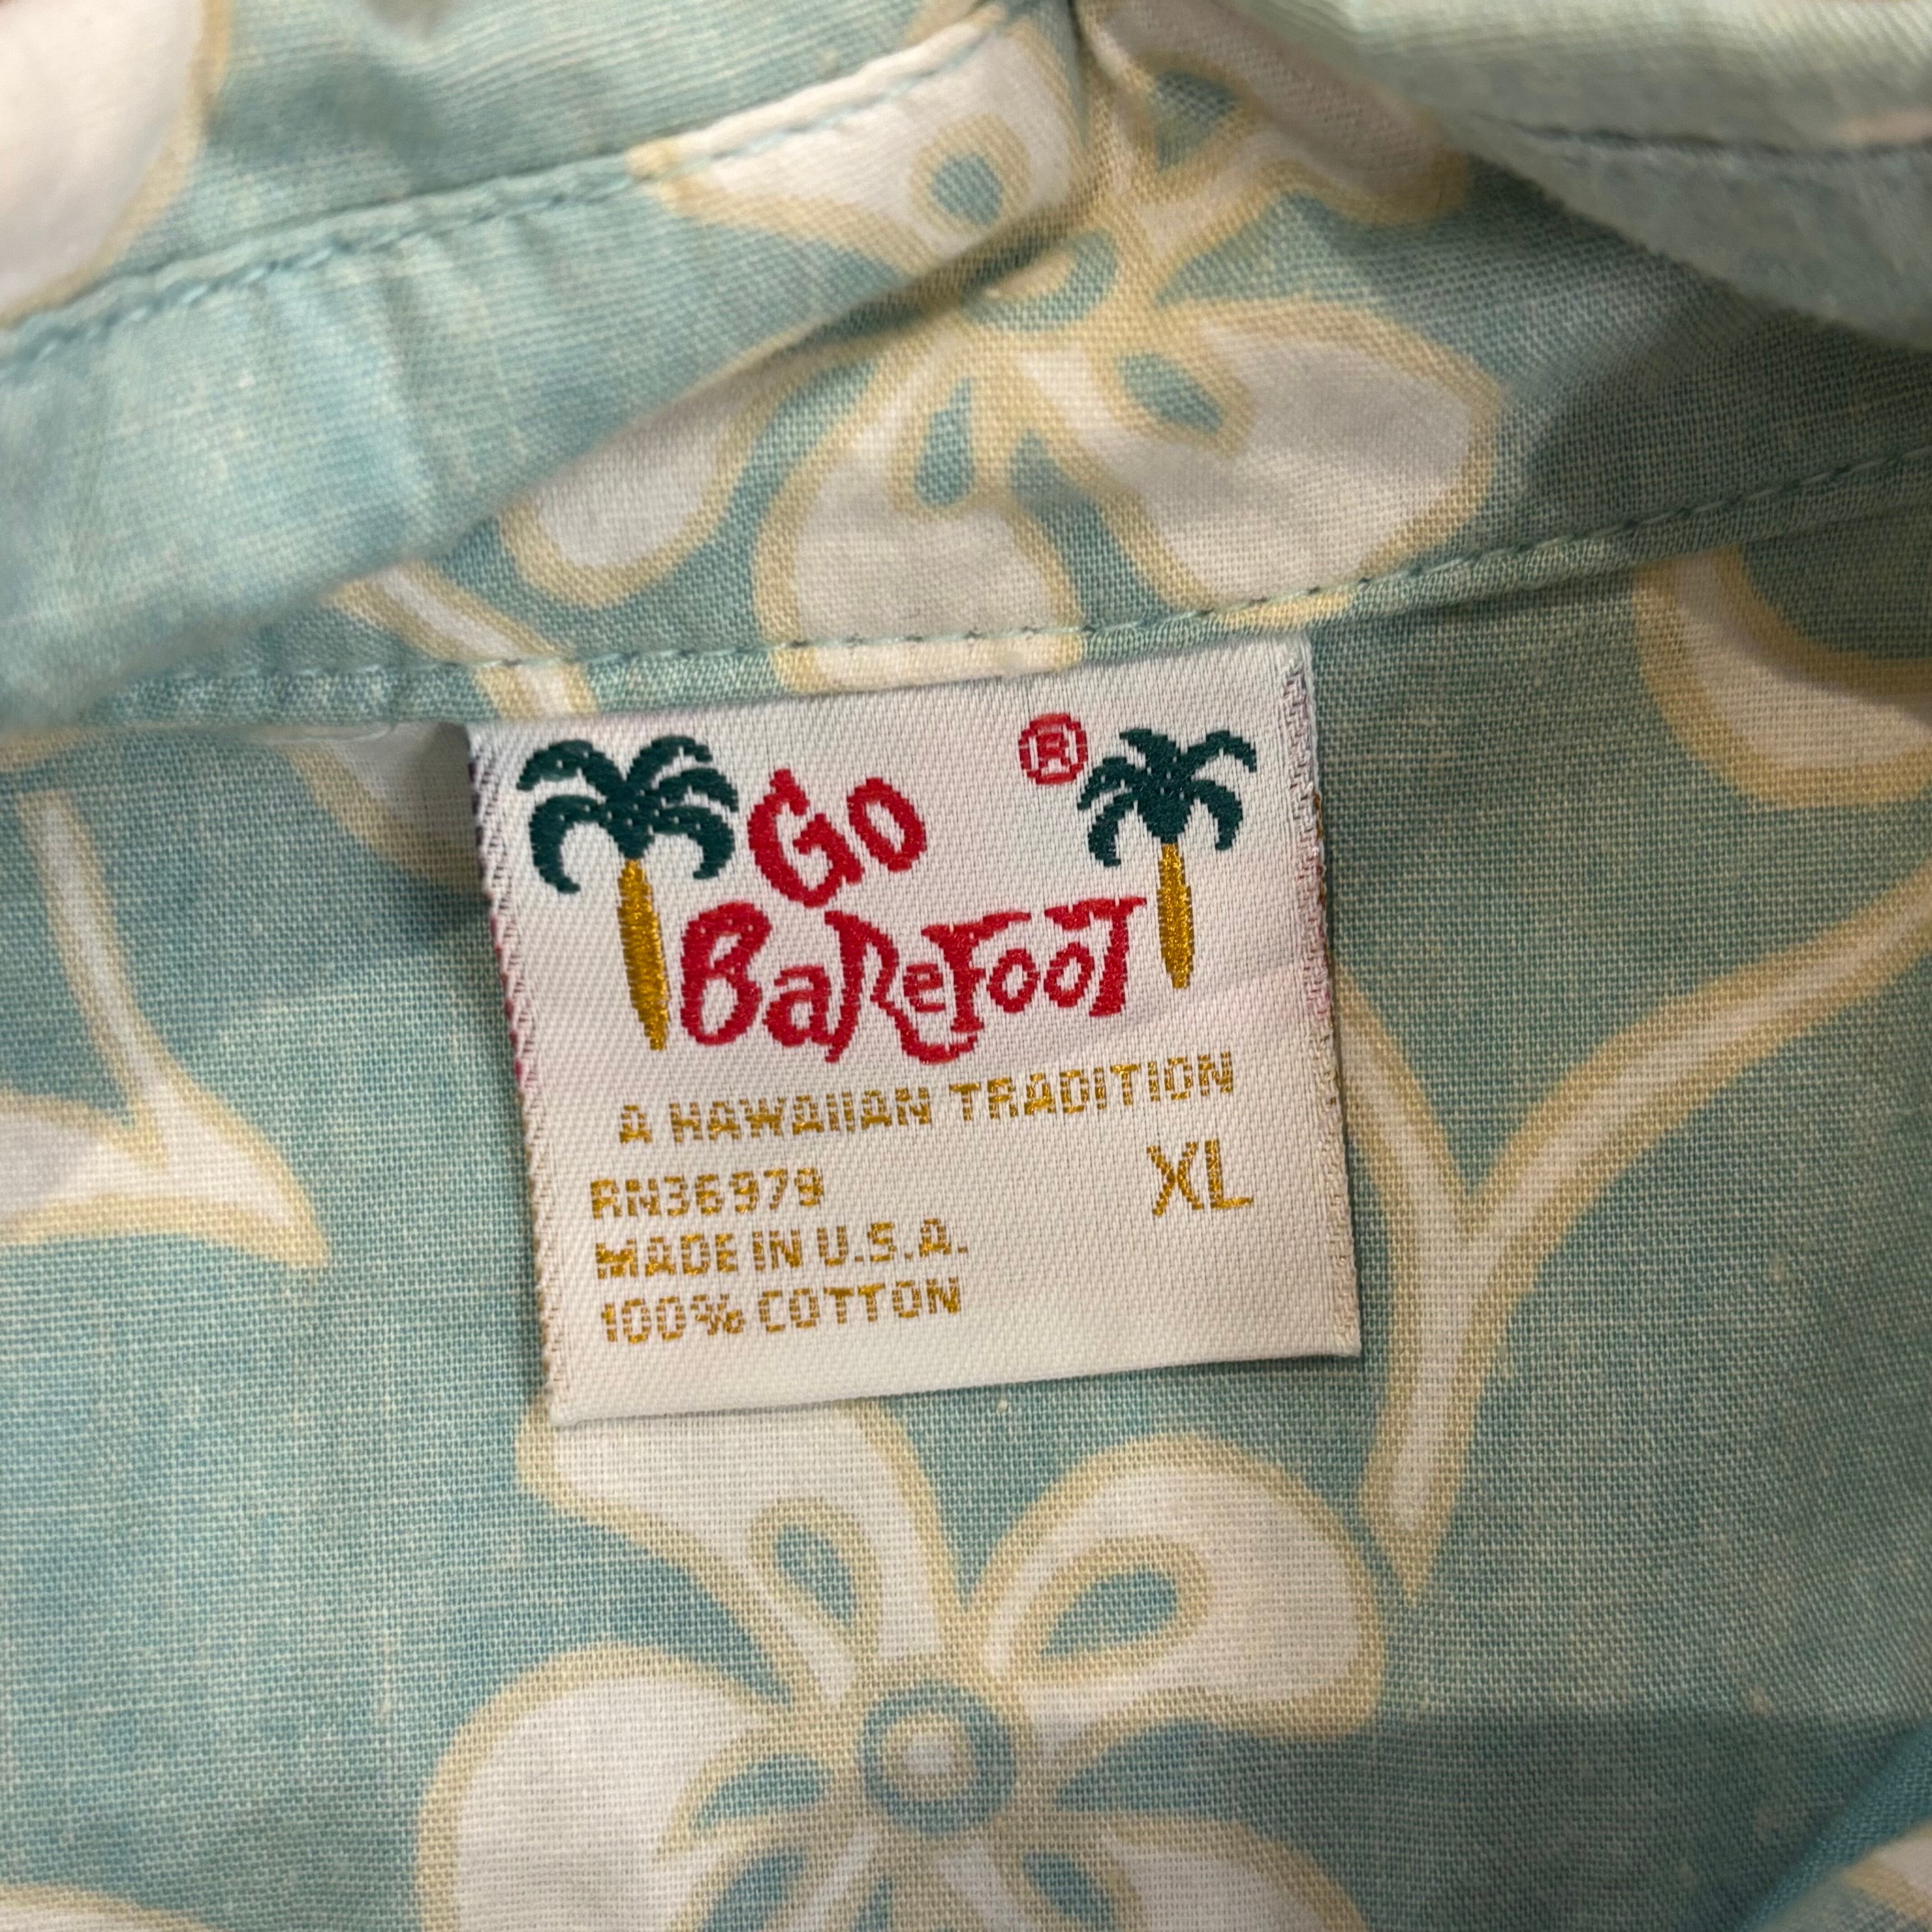 Go ®
BaReFooT
A HAWAIIAN TRADITION
RN36979 XL
MADE IN U.S.A.
100% COTTON